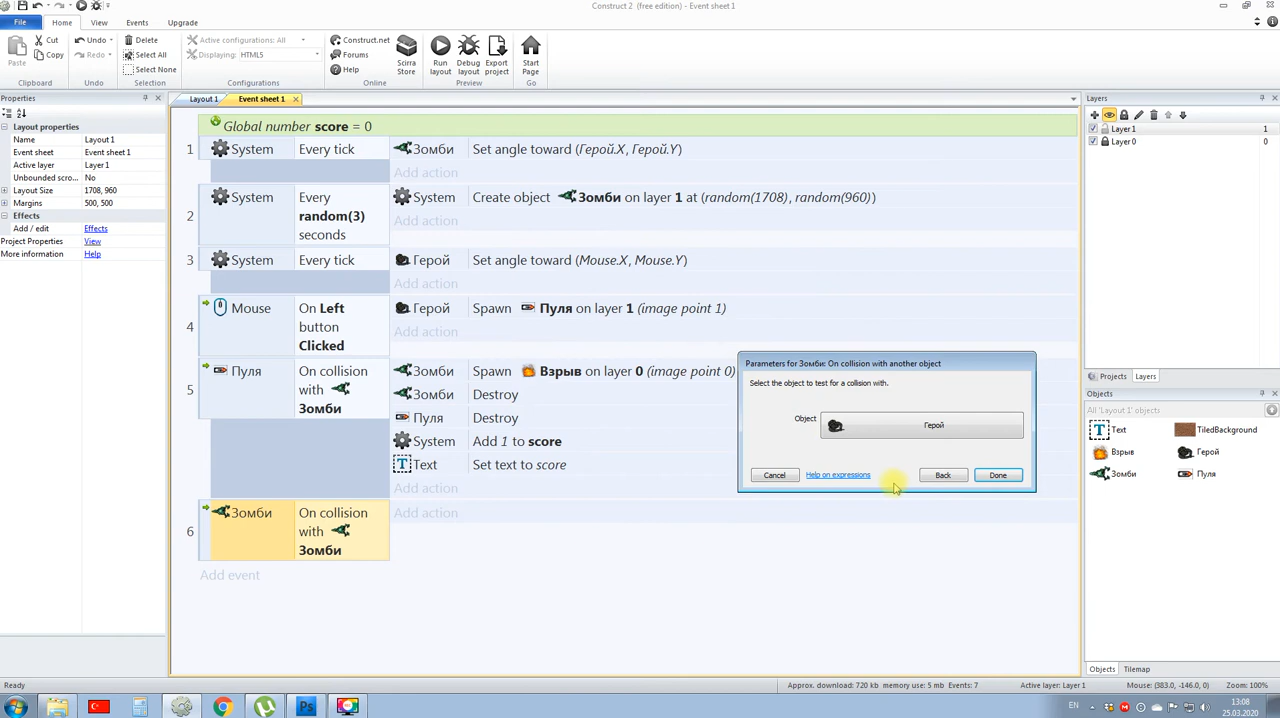 Construct 2 (free edition) - Event sheet 1
File
Home
View
Events
Upgrade
Paste
Cut
Copy
Clipboard
Undo
Redo
Undo
Delete
Select All
Select None
Selection
Active configurations: All
Displaying: HTML5
Configurations
Construct.net
Forums
Help
Scirra
Store
Online
Run
layout
Debug
layout
Export
project
Preview
Start
Page
Go
Properties
Layout properties
Name Layout 1
Event sheet Event sheet 1
Active layer Layer 1
Unbounded scro... No
Layout Size 1708, 960
Margins 500, 500
Effects
Add / edit Effects
Project Properties View
More information Help
Layout 1
Event sheet 1
Global number score = 0
1 System Every tick Зомби Set angle toward (Герой.X, Герой.Y)
Add action
2 System Every
random(3)
seconds
System Create object Зомби on layer 1 at (random(1708), random(960))
Add action
3 System Every tick Герой Set angle toward (Mouse.X, Mouse.Y)
Add action
4 Mouse On Left
button
Clicked
Герой Spawn Пуля on layer 1 (image point 1)
Add action
5 Пуля On collision
with
Зомби
Зомби Spawn Взрыв on layer 0 (image point 0)
Зомби Destroy
Пуля Destroy
System Add 1 to score
Text Set text to score
Add action
6 Зомби On collision
with
Зомби
Add action
Add event
Parameters for Зомби: On collision with another object
Select the object to test for a collision with.
Object Герой
Cancel
Help on expressions
Back
Done
Layers
Layer 1 1
Layer 0 0
Projects
Layers
Objects
All 'Layout 1' objects
T Text TiledBackground
Взрыв Герой
Зомби Пуля
Objects
Tilemap
Ready
Approx. download: 720 kb memory use: 5 mb Events: 7
Active layer: Layer 1
Mouse: (383.0, -146.0, 0)
Zoom: 100%
Ps
EN
13:08
25.03.2020